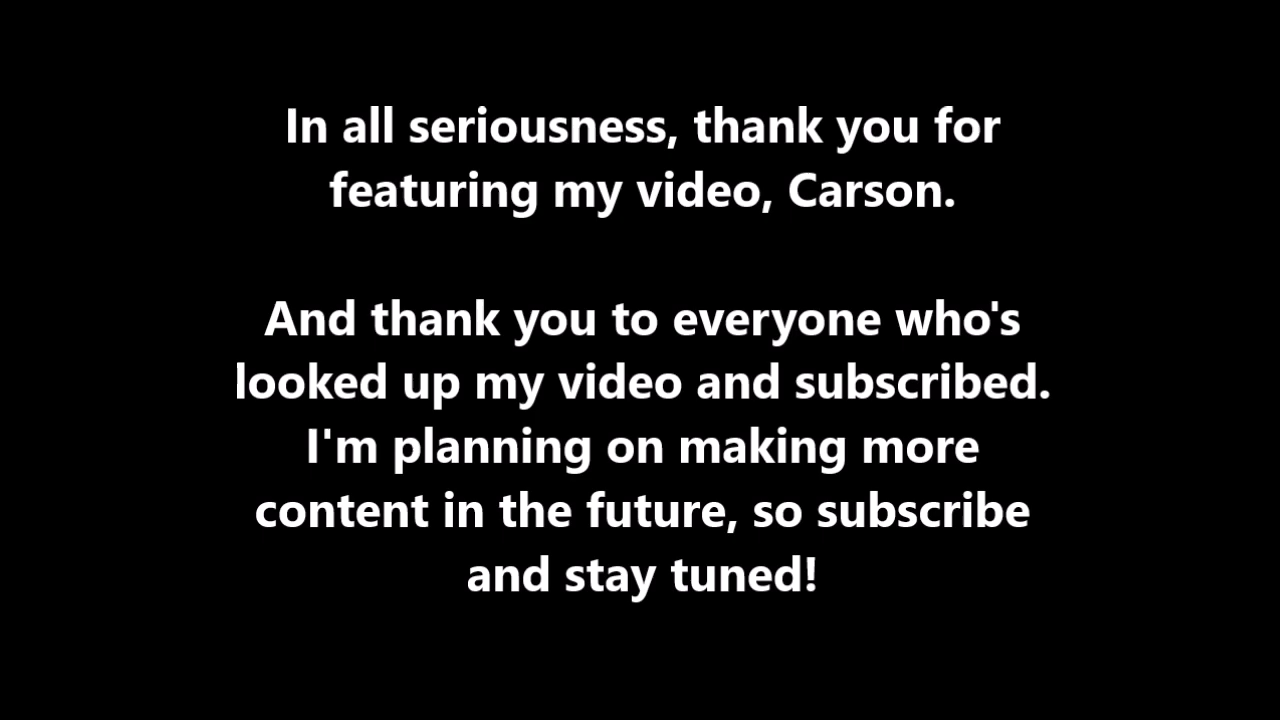 In all seriousness, thank you for
featuring my video, Carson.
And thank you to everyone who's
looked up my video and subscribed.
I'm planning on making more
content in the future, so subscribe
and stay tuned!